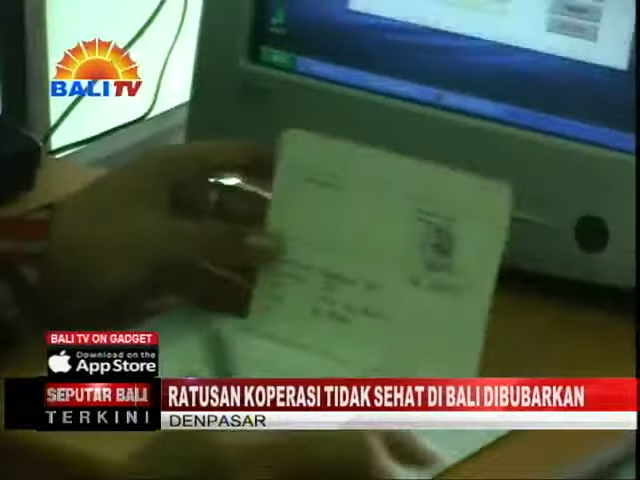 BALI TV
BALI TV ON GADGET
Download on the
App Store
SEPUTAR BALI
TERKINI
RATUSAN KOPERASI TIDAK SEHAT DI BALI DIBUBARKAN
DENPASAR